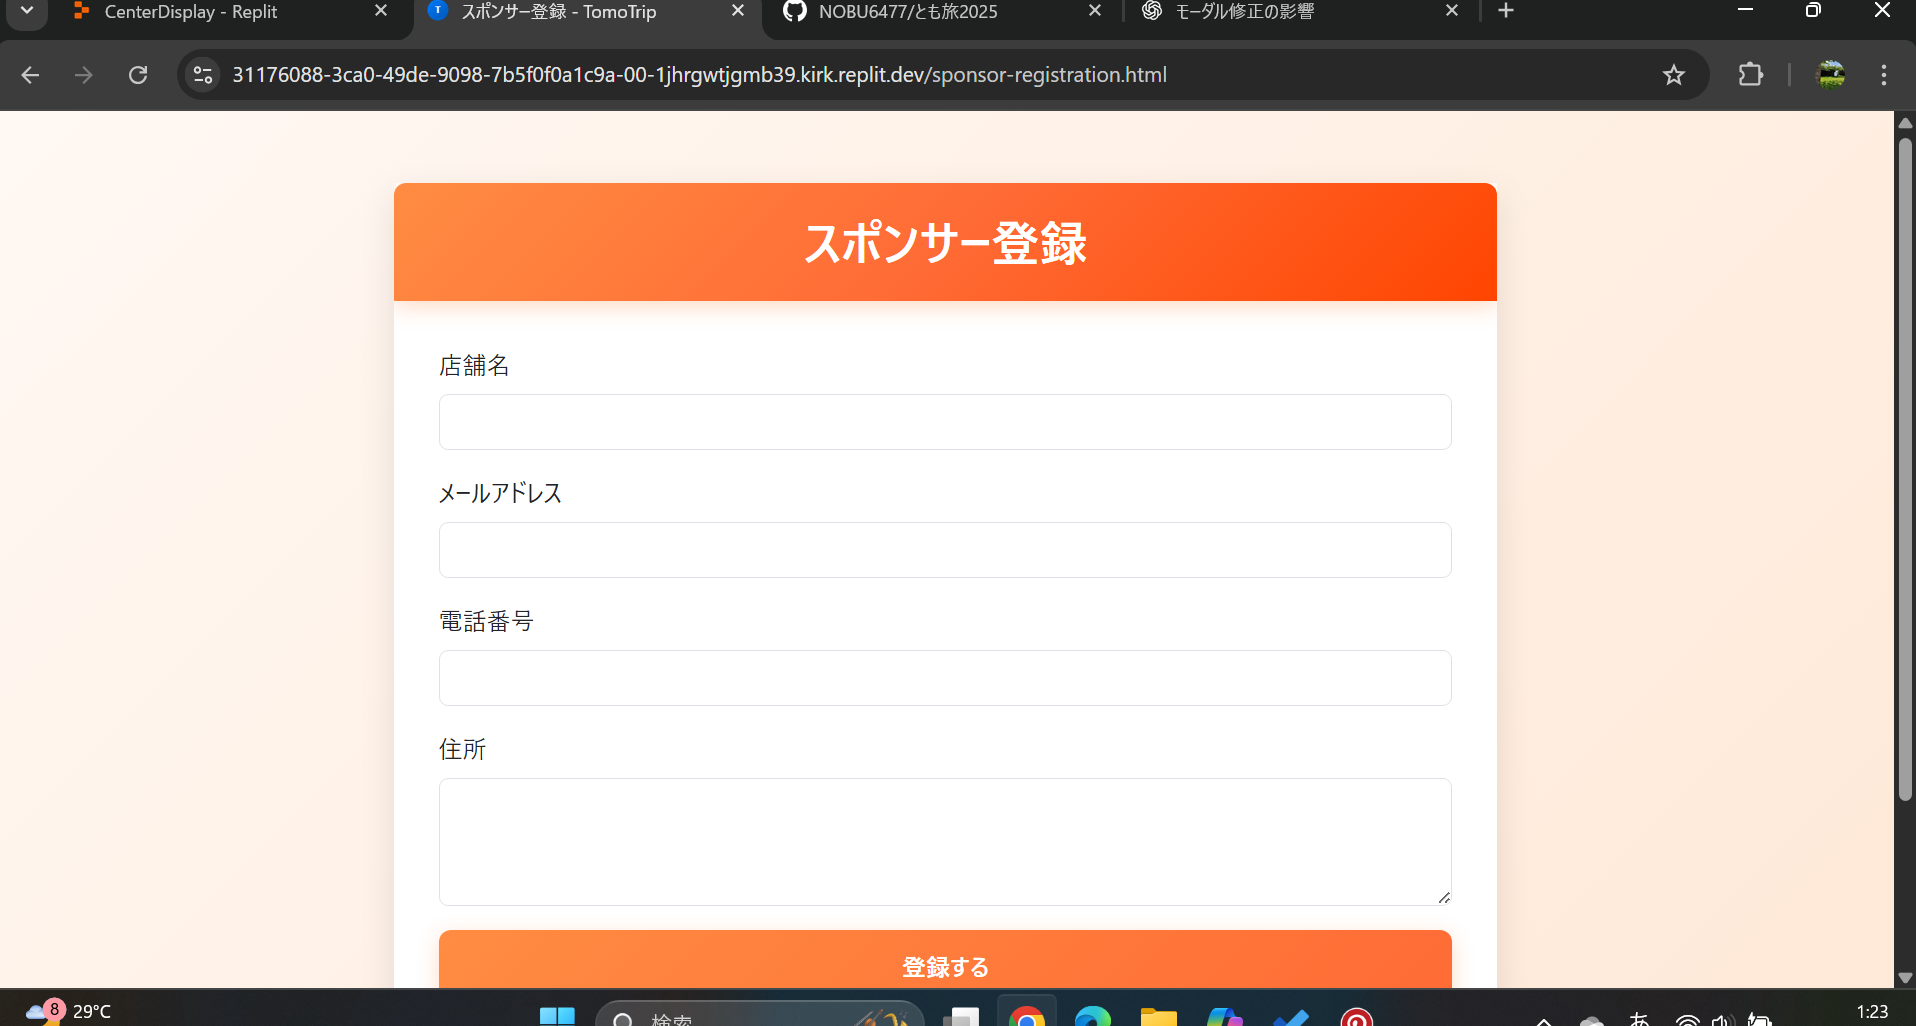 CenterDisplay - Replit
スポンサー登録 - TomoTrip
NOBU6477/とも旅2025
モーダル修正の影響
31176088-3ca0-49de-9098-7b5f0f0a1c9a-00-1jhrgwtjgmb39.kirk.replit.dev/sponsor-registration.html
スポンサー登録
店舗名
メールアドレス
電話番号
住所
登録する
8
29°C
検索
あ
1:23